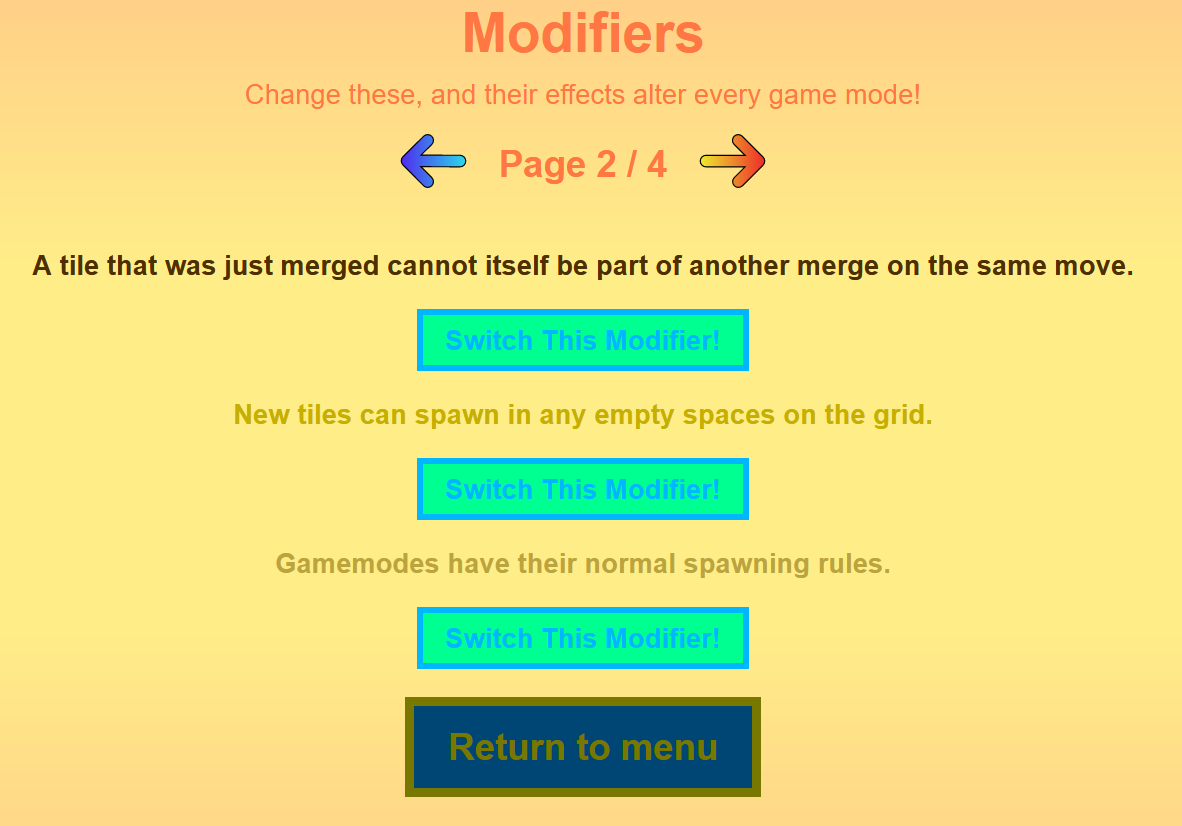 Modifiers
Change these, and their effects alter every game mode!
Page 2 / 4
A tile that was just merged cannot itself be part of another merge on the same move.
Switch This Modifier!
New tiles can spawn in any empty spaces on the grid.
Switch This Modifier!
Gamemodes have their normal spawning rules.
Switch This Modifier!
Return to menu